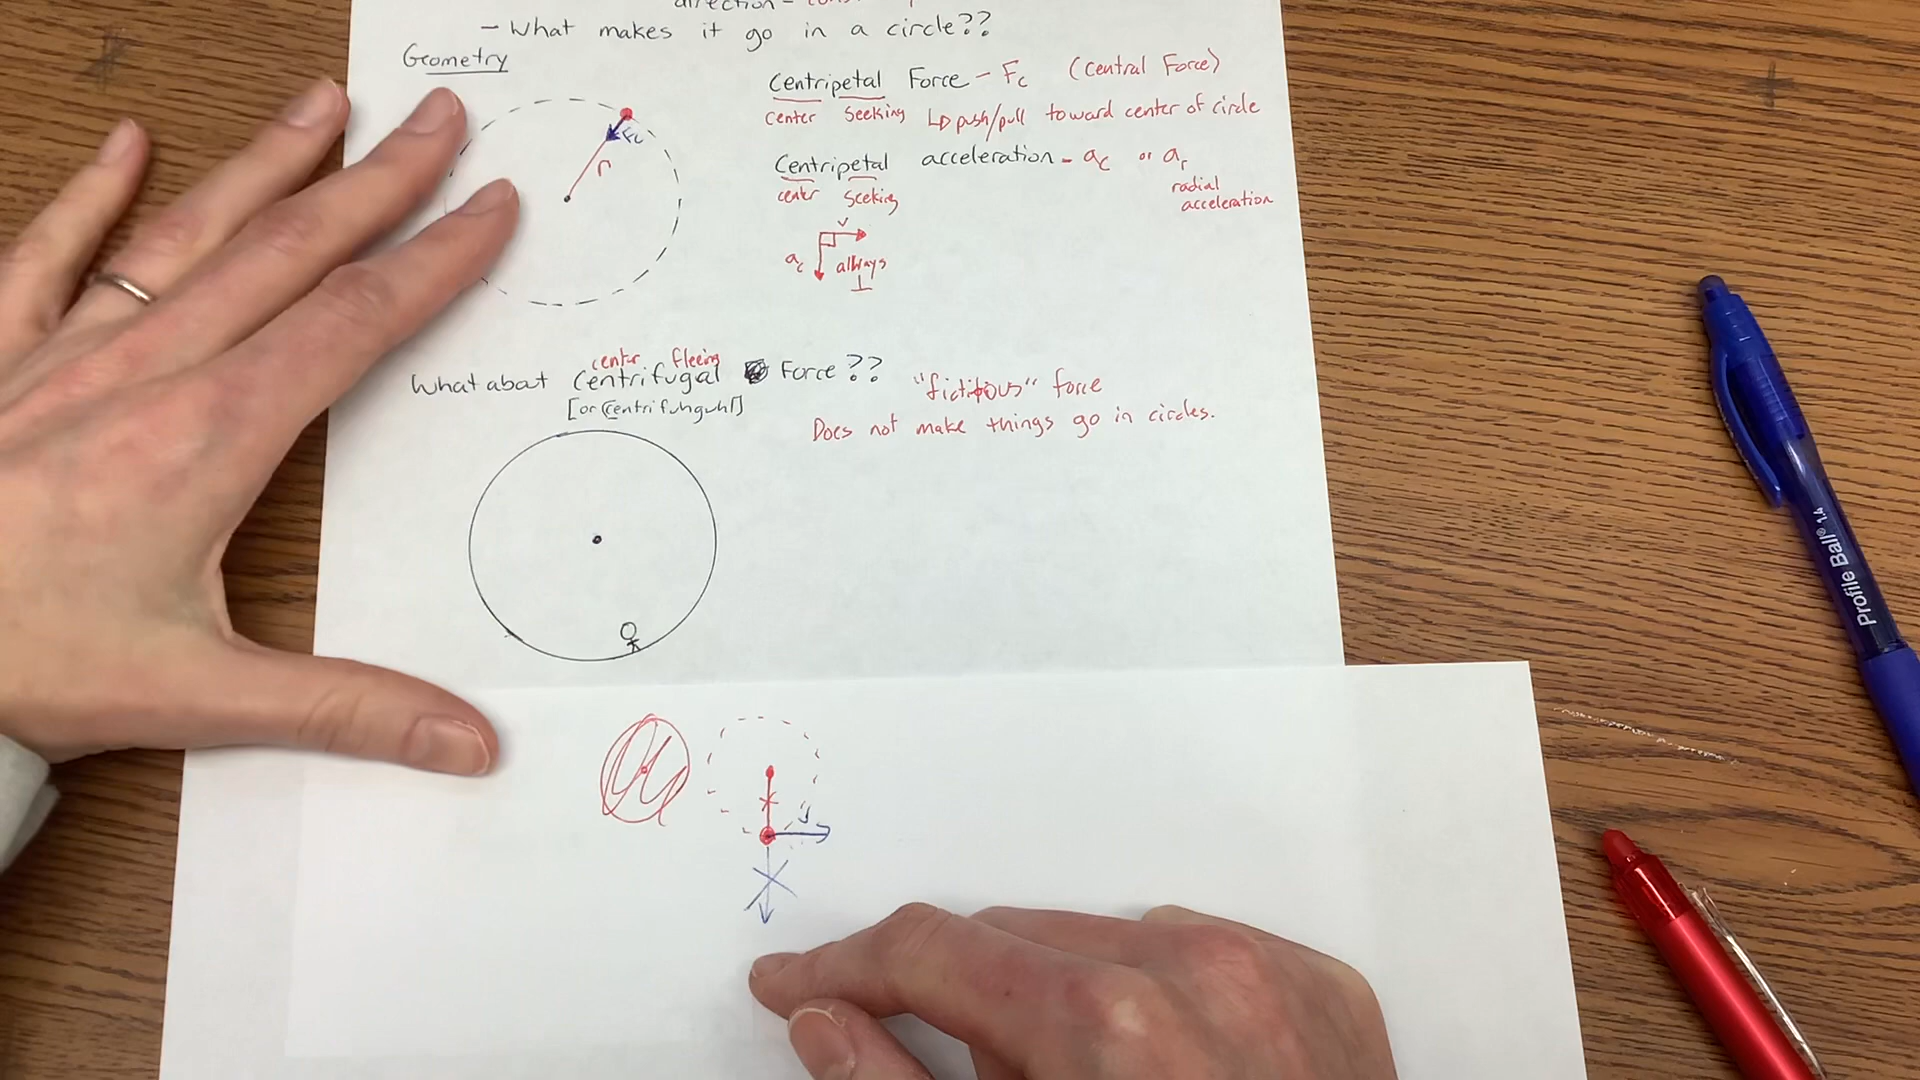 direction -
- What makes it go in a circle??
Geometry
Centripetal Force - Fc (Central Force)
center Seeking ↳ push/pull toward center of circle
Fc
r
Centripetal acceleration - ac or ar
center Seeking
radial
acceleration
v
ac always
⊥
center fleeing
What about Centrifugal Force??
[or (centrifuhguhl]
"fictitious" force
Does not make things go in circles.
Profile Ball® 1.4